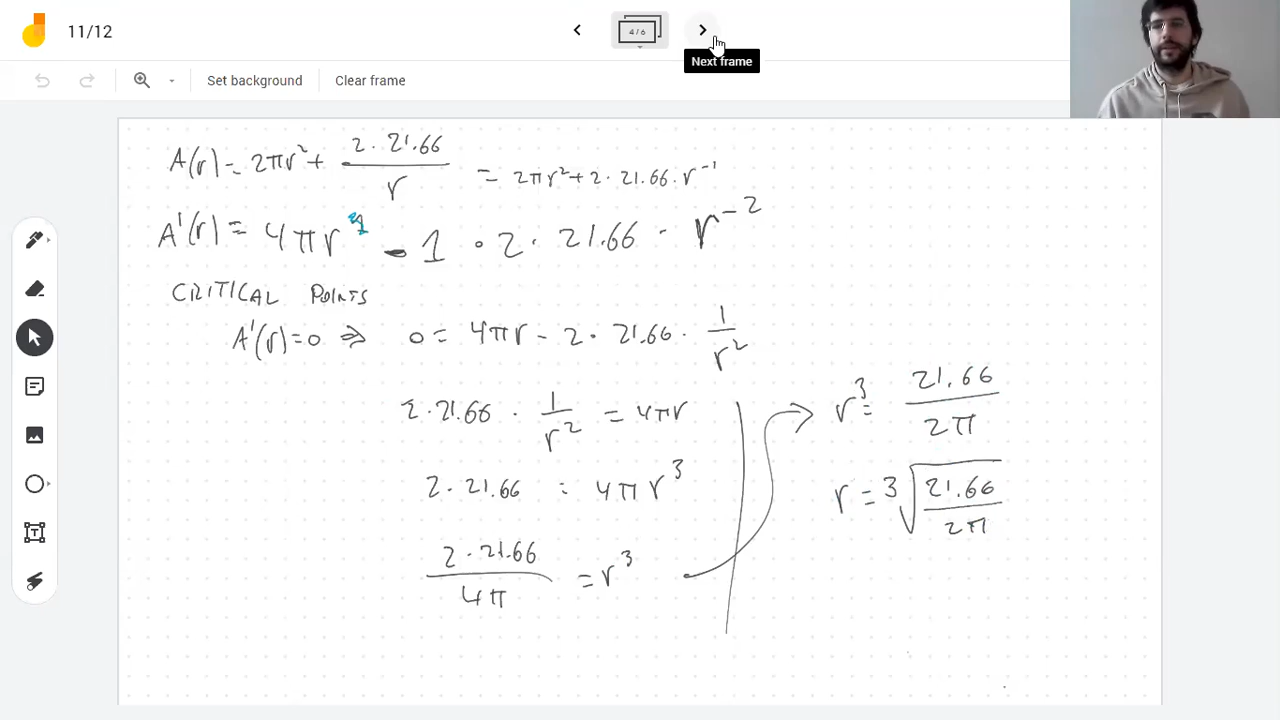 11/12
4/6
Next frame
Set background
Clear frame
A(r) = 2πr² + 2·21.66 / r = 2πr² + 2·21.66·r⁻¹
A'(r) = 4πr¹ - 1 · 2 · 21.66 · r⁻²
CRITICAL POINTS
A'(r)=0 ⇒ 0 = 4πr - 2 · 21.66 · 1/r²
2·21.66 · 1/r² = 4πr
2·21.66 = 4πr³
2·21.66 / 4π = r³
r³ = 21.66 / 2π
r = ³√(21.66 / 2π)